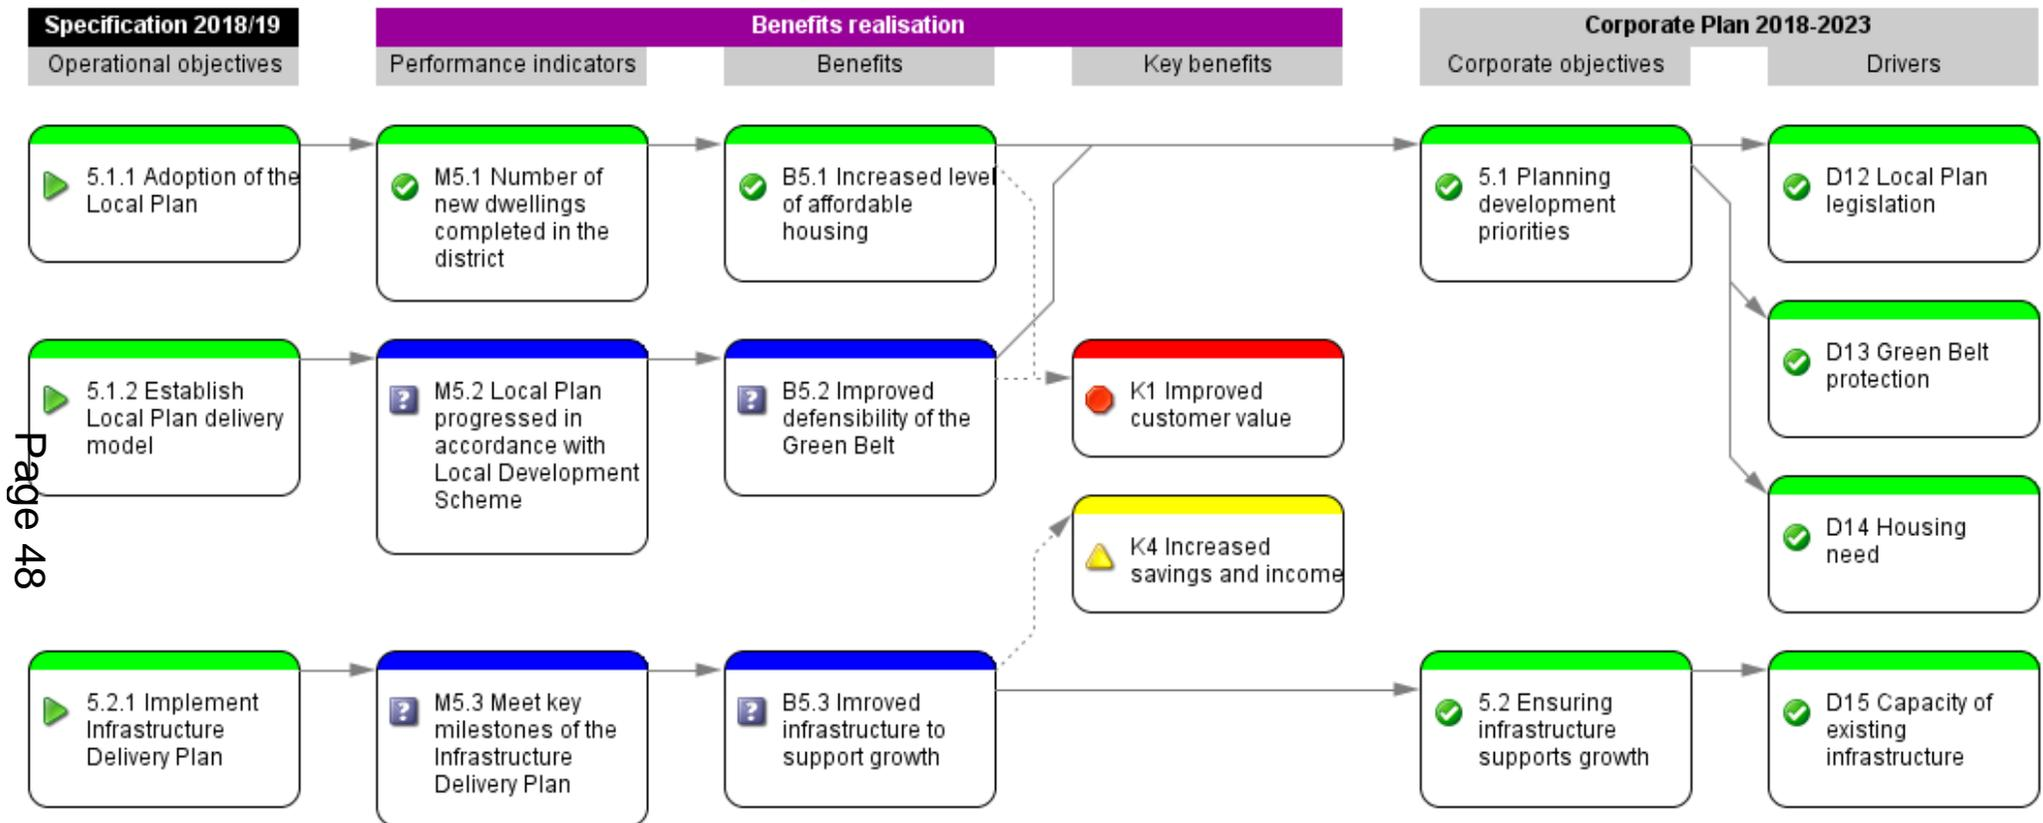 Specification 2018/19
Benefits realisation
Corporate Plan 2018-2023
Operational objectives
Performance indicators
Benefits
Key benefits
Corporate objectives
Drivers
5.1.1 Adoption of the
Local Plan
M5.1 Number of
new dwellings
completed in the
district
B5.1 Increased level
of affordable
housing
5.1 Planning
development
priorities
D12 Local Plan
legislation
D13 Green Belt
protection
5.1.2 Establish
Local Plan delivery
model
M5.2 Local Plan
progressed in
accordance with
Local Development
Scheme
B5.2 Improved
defensibility of the
Green Belt
K1 Improved
customer value
K4 Increased
savings and income
D14 Housing
need
5.2.1 Implement
Infrastructure
Delivery Plan
M5.3 Meet key
milestones of the
Infrastructure
Delivery Plan
B5.3 Imroved
infrastructure to
support growth
5.2 Ensuring
infrastructure
supports growth
D15 Capacity of
existing
infrastructure
Page 48